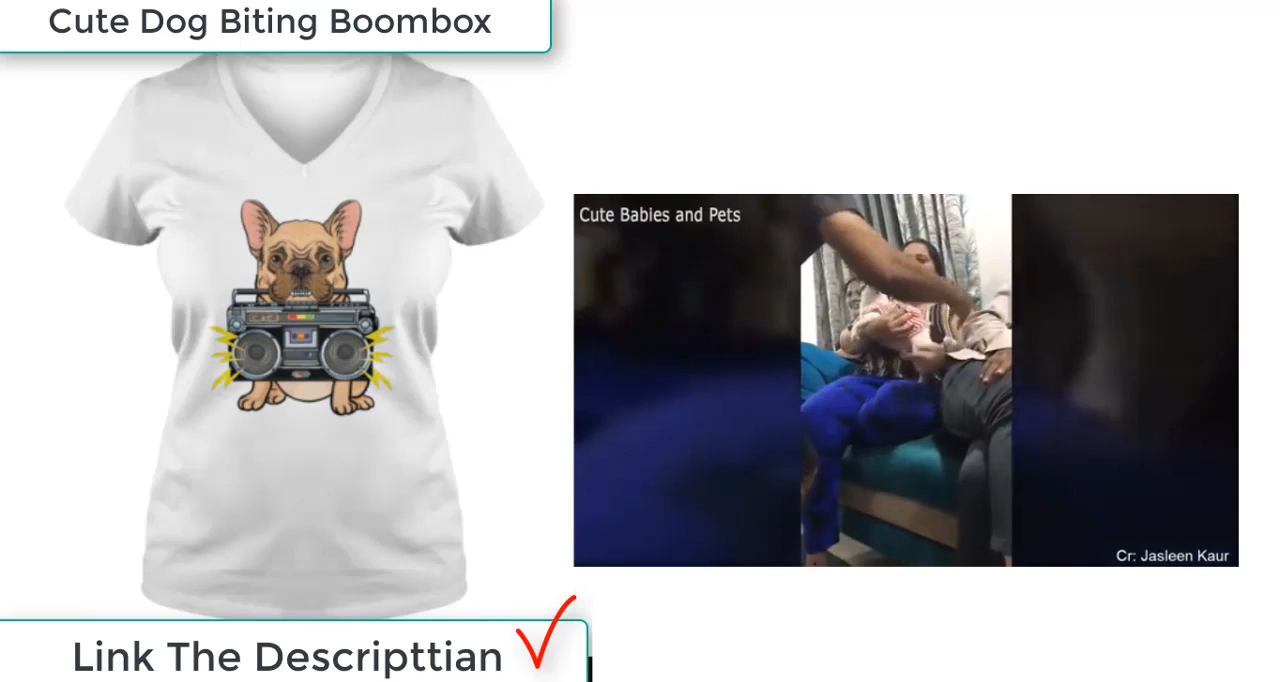 Cute Dog Biting Boombox
Cute Babies and Pets
Cr: Jasleen Kaur
Link The Descripttian